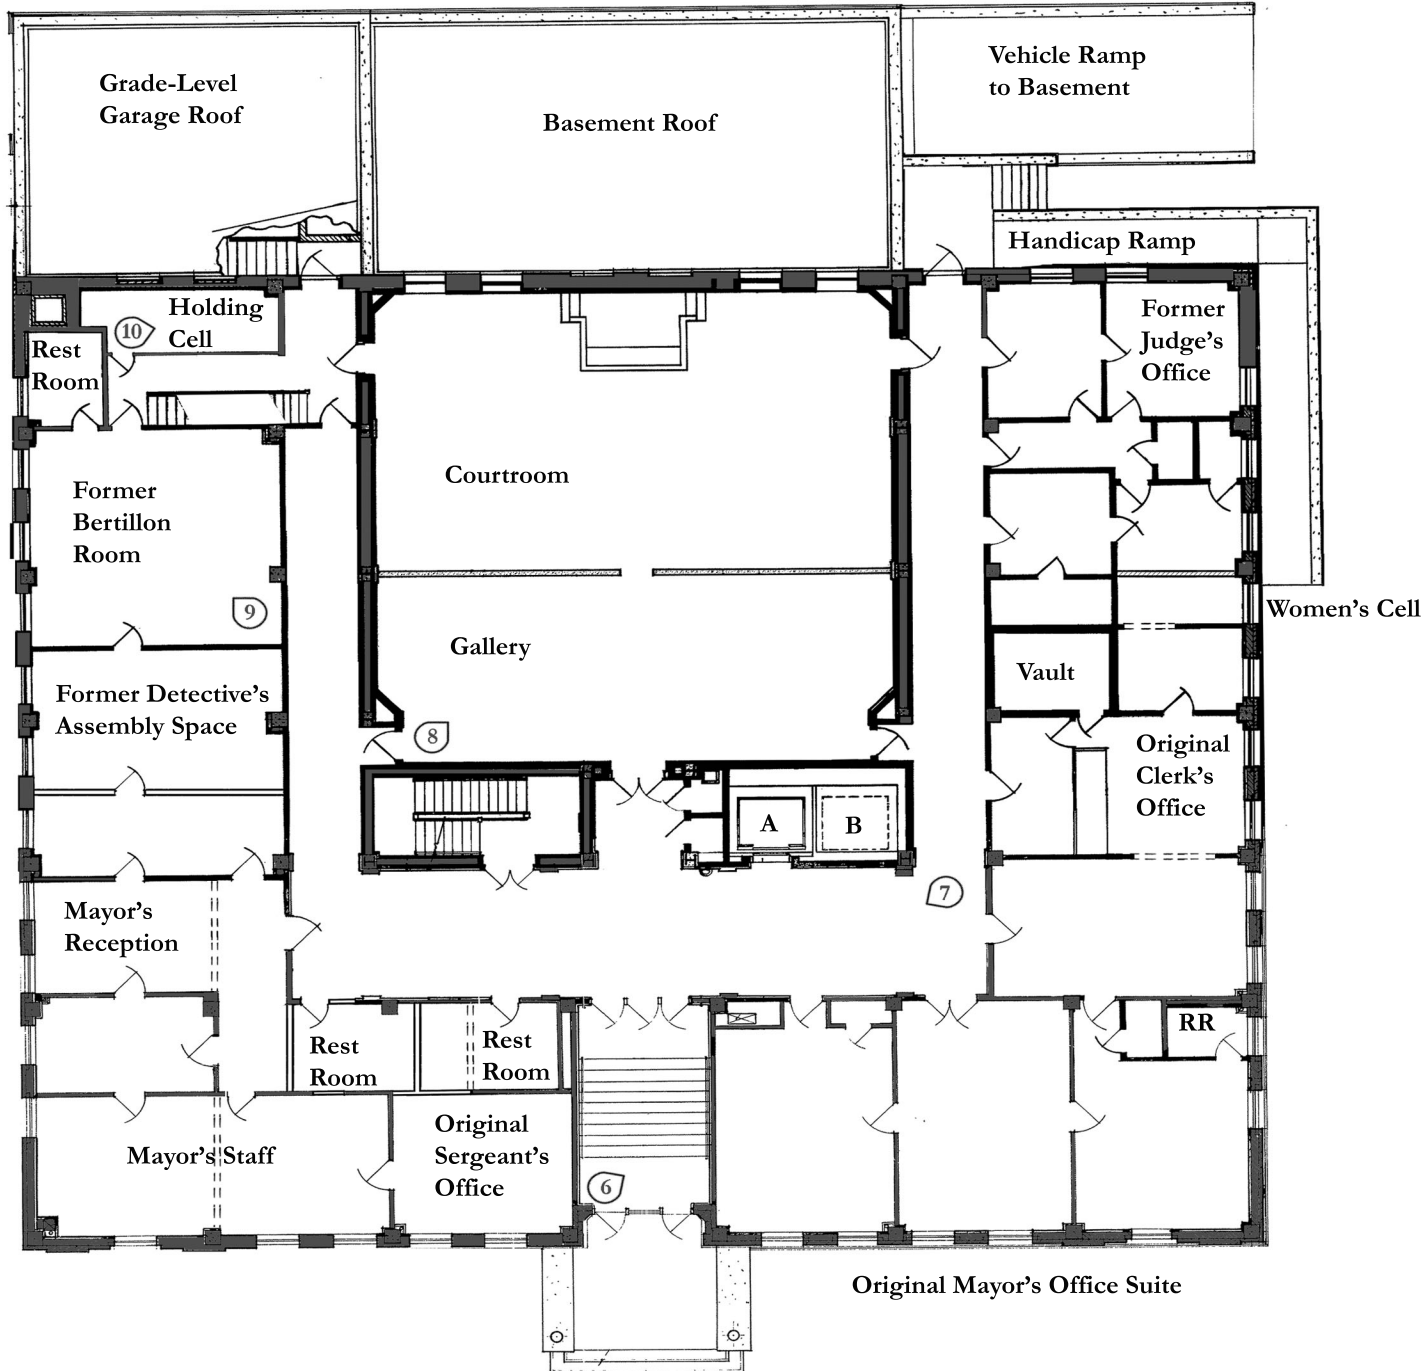 Grade-Level
Garage Roof
Basement Roof
Vehicle Ramp
to Basement
Handicap Ramp
Holding
Cell
10
Rest
Room
Former
Judge's
Office
Former
Bertillon
Room
Courtroom
9
Women's Cell
Gallery
Vault
Former Detective's
Assembly Space
8
Original
Clerk's
Office
A
B
7
Mayor's
Reception
Rest
Room
Rest
Room
RR
Mayor's Staff
Original
Sergeant's
Office
6
Original Mayor's Office Suite